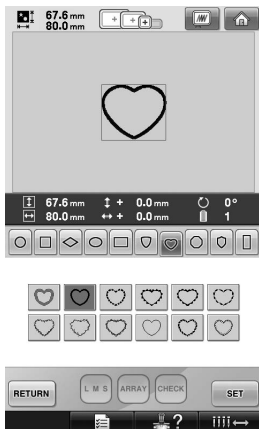 67.6 mm
80.0 mm
67.6 mm + 0.0 mm 0°
80.0 mm + 0.0 mm 1
RETURN L M S ARRAY CHECK SET
?